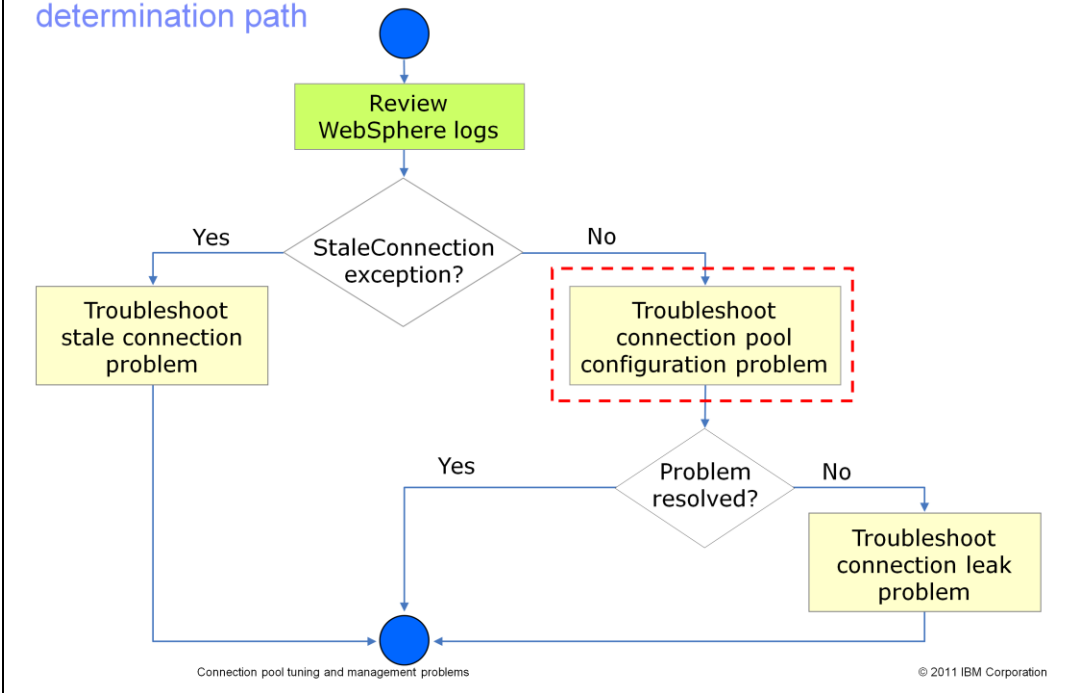 determination path
Review
WebSphere logs
StaleConnection
exception?
Yes
No
Troubleshoot
stale connection
problem
Troubleshoot
connection pool
configuration problem
Problem
resolved?
Yes
No
Troubleshoot
connection leak
problem
Connection pool tuning and management problems
© 2011 IBM Corporation